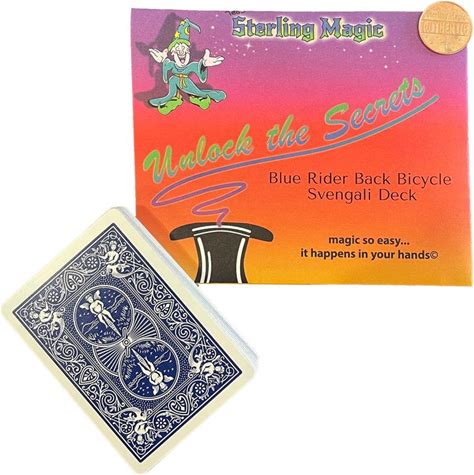 Sterling Magic
AUTHENTIC
Unlock the Secrets
Blue Rider Back Bicycle
Svengali Deck
magic so easy...
it happens in your hands©